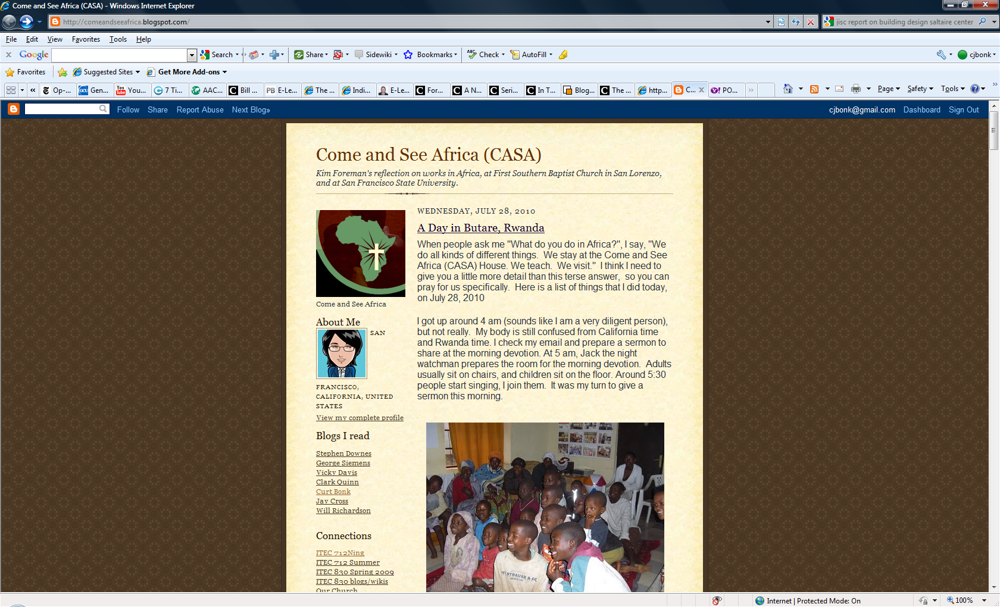 Come and See Africa (CASA) - Windows Internet Explorer
http://comeandseeafrica.blogspot.com/
jisc report on building design saltaire center
File Edit View Favorites Tools Help
x Google Search Share Sidewiki Bookmarks Check AutoFill cjbonk
Favorites Suggested Sites Get More Add-ons
Op-... Gen... You... 7 Ti... AAC... Bill ... E-Le... The ... Indi... E-Le... For... A N... Seri... In T... Blog... The ... http... C... PO... Page Safety Tools
Follow Share Report Abuse Next Blog» cjbonk@gmail.com Dashboard Sign Out
Come and See Africa (CASA)
Kim Foreman's reflection on works in Africa, at First Southern Baptist Church in San Lorenzo,
and at San Francisco State University.
Come and See Africa
About Me
SAN
FRANCISCO,
CALIFORNIA, UNITED
STATES
View my complete profile
Blogs I read
Stephen Downes
George Siemens
Vicky Davis
Clark Quinn
Curt Bonk
Jay Cross
Will Richardson
Connections
ITEC 712Ning
ITEC 712 Summer
ITEC 830 Spring 2009
ITEC 830 blogs/wikis
Our Church
WEDNESDAY, JULY 28, 2010
A Day in Butare, Rwanda
When people ask me "What do you do in Africa?", I say, "We
do all kinds of different things.  We stay at the Come and See
Africa (CASA) House. We teach.  We visit."  I think I need to
give you a little more detail than this terse answer,  so you can
pray for us specifically.  Here is a list of things that I did today,
on July 28, 2010
I got up around 4 am (sounds like I am a very diligent person),
but not really.  My body is still confused from California time
and Rwanda time. I check my email and prepare a sermon to
share at the morning devotion. At 5 am, Jack the night
watchman prepares the room for the morning devotion.  Adults
usually sit on chairs, and children sit on the floor. Around 5:30
people start singing, I join them.  It was my turn to give a
sermon this morning.
Internet | Protected Mode: On 100%